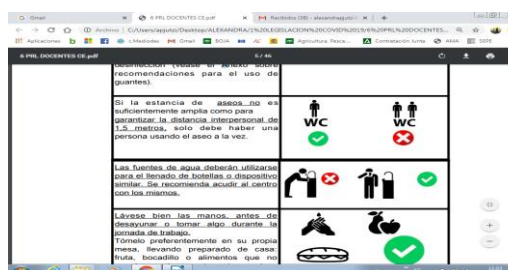 Gmail
6 PRL DOCENTES CE.pdf
Recibidos
Archivo
Aplicaciones
Gmail
BOJA
Agricultura, Pesca...
Contratación Junta
AMIA
SEPE
6 PRL DOCENTES CE.pdf
6 / 46
desinfección (véase el Anexo sobre
recomendaciones para el uso de
guantes).
Si la estancia de aseos no es
suficientemente amplia como para
garantizar la distancia interpersonal de
1,5 metros, solo debe haber una
persona usando el aseo a la vez.
WC
WC
Las fuentes de agua deberán utilizarse
para el llenado de botellas o dispositivo
similar. Se recomienda acudir al centro
con los mismos.
Lávese bien las manos, antes de
desayunar o tomar algo durante la
jornada de trabajo.
Tómelo preferentemente en su propia
mesa, llevando preparado de casa:
fruta, bocadillo o alimentos que no